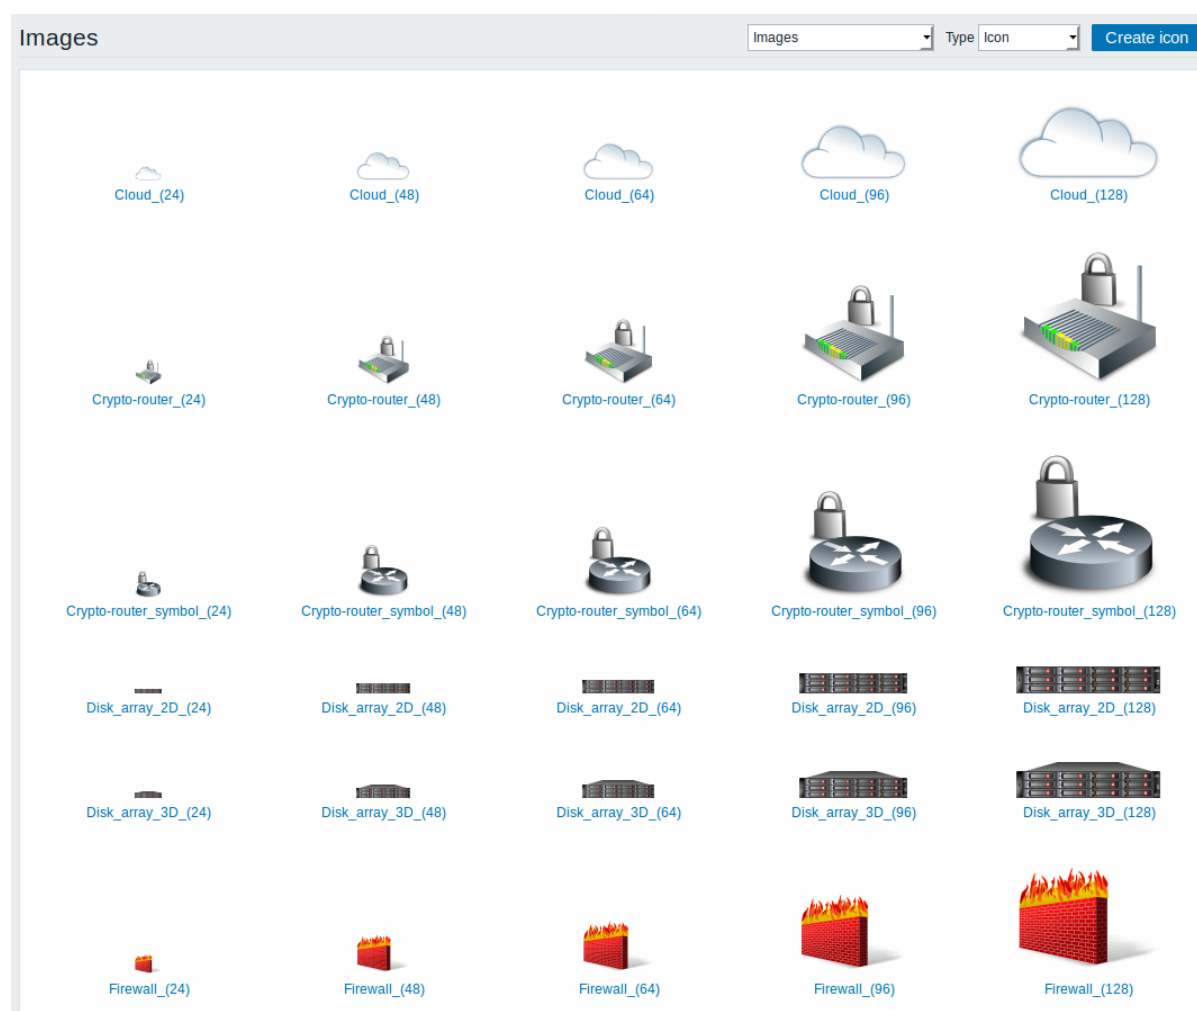 Images Images Type Icon Create icon
Cloud_(24) Cloud_(48) Cloud_(64) Cloud_(96) Cloud_(128)
Crypto-router_(24) Crypto-router_(48) Crypto-router_(64) Crypto-router_(96) Crypto-router_(128)
Crypto-router_symbol_(24) Crypto-router_symbol_(48) Crypto-router_symbol_(64) Crypto-router_symbol_(96) Crypto-router_symbol_(128)
Disk_array_2D_(24) Disk_array_2D_(48) Disk_array_2D_(64) Disk_array_2D_(96) Disk_array_2D_(128)
Disk_array_3D_(24) Disk_array_3D_(48) Disk_array_3D_(64) Disk_array_3D_(96) Disk_array_3D_(128)
Firewall_(24) Firewall_(48) Firewall_(64) Firewall_(96) Firewall_(128)